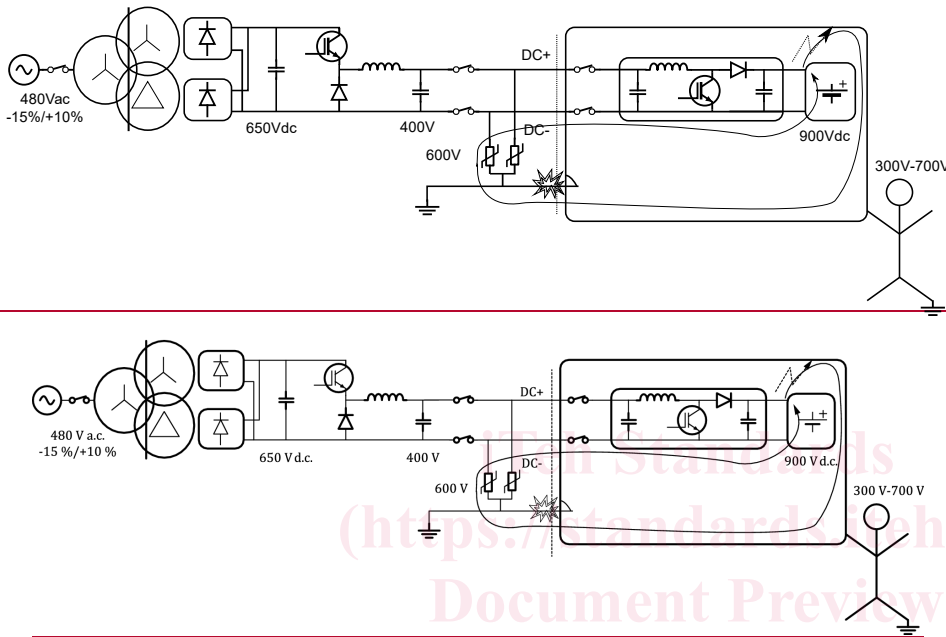 DC+
480Vac
-15%/+10%
650Vdc
400V
DC-
900Vdc
600V
300V-700V
DC+
480 V a.c.
-15 %/+10 %
650 V d.c.
400 V
DC-
900 V d.c.
600 V
300 V-700 V
iTeh Standards
(https://standards.iteh
Document Preview